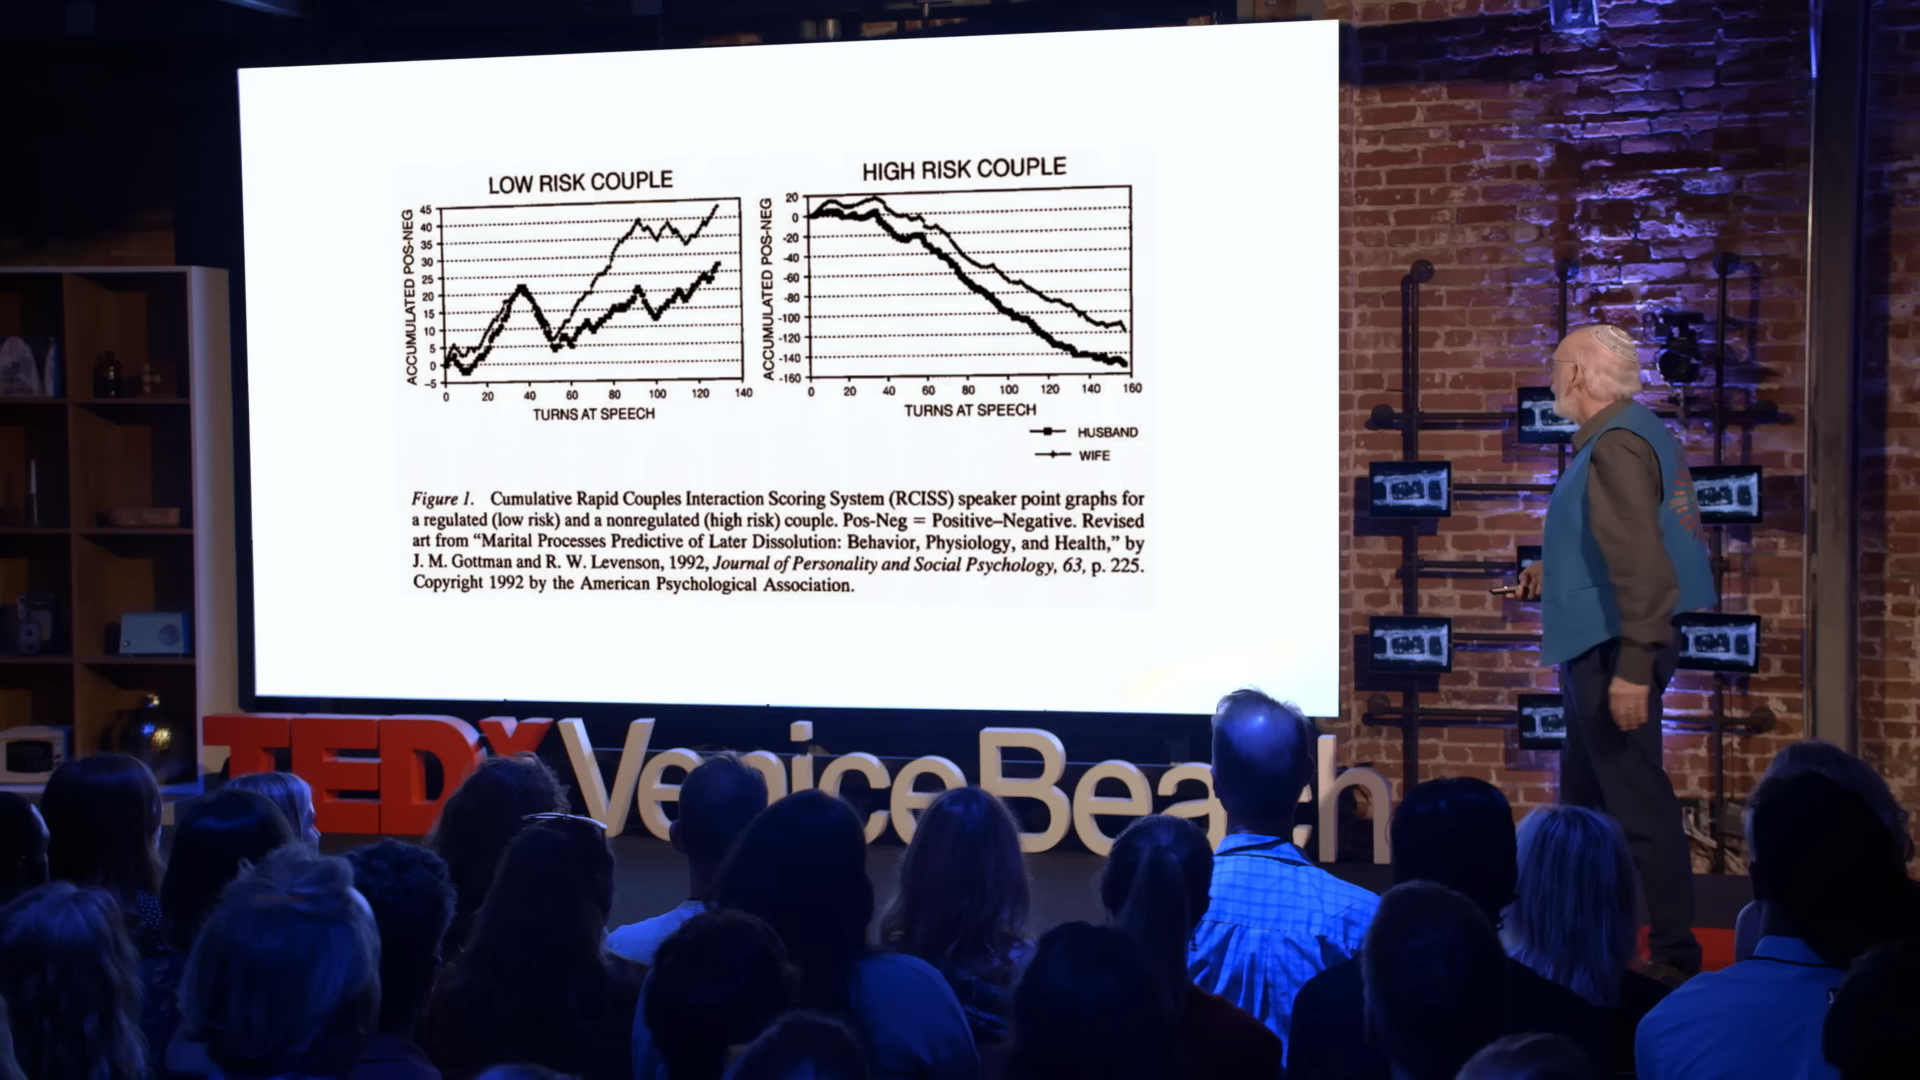 LOW RISK COUPLE
ACCUMULATED POS-NEG
45
40
35
30
25
20
15
10
5
0
-5
0 20 40 60 80 100 120 140
TURNS AT SPEECH
HIGH RISK COUPLE
ACCUMULATED POS-NEG
20
0
-20
-40
-60
-80
-100
-120
-140
-160
0 20 40 60 80 100 120 140 160
TURNS AT SPEECH
HUSBAND
WIFE
Figure 1. Cumulative Rapid Couples Interaction Scoring System (RCISS) speaker point graphs for
a regulated (low risk) and a nonregulated (high risk) couple. Pos-Neg = Positive–Negative. Revised
art from “Marital Processes Predictive of Later Dissolution: Behavior, Physiology, and Health,” by
J. M. Gottman and R. W. Levenson, 1992, Journal of Personality and Social Psychology, 63, p. 225.
Copyright 1992 by the American Psychological Association.
TEDxVeniceBeach